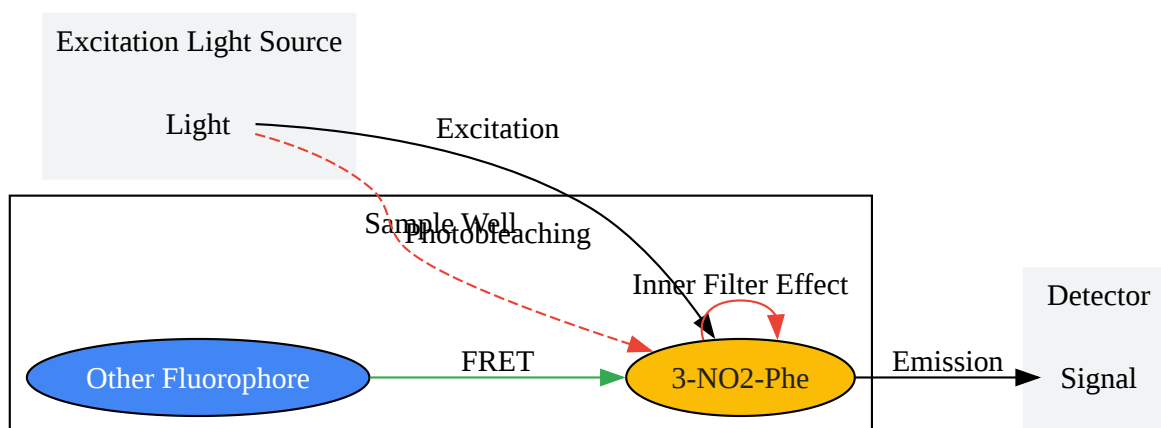 Excitation Light Source
Light
Excitation
Sample Well
Photobleaching
Inner Filter Effect
Detector
Other Fluorophore
FRET
3-NO2-Phe
Emission
Signal